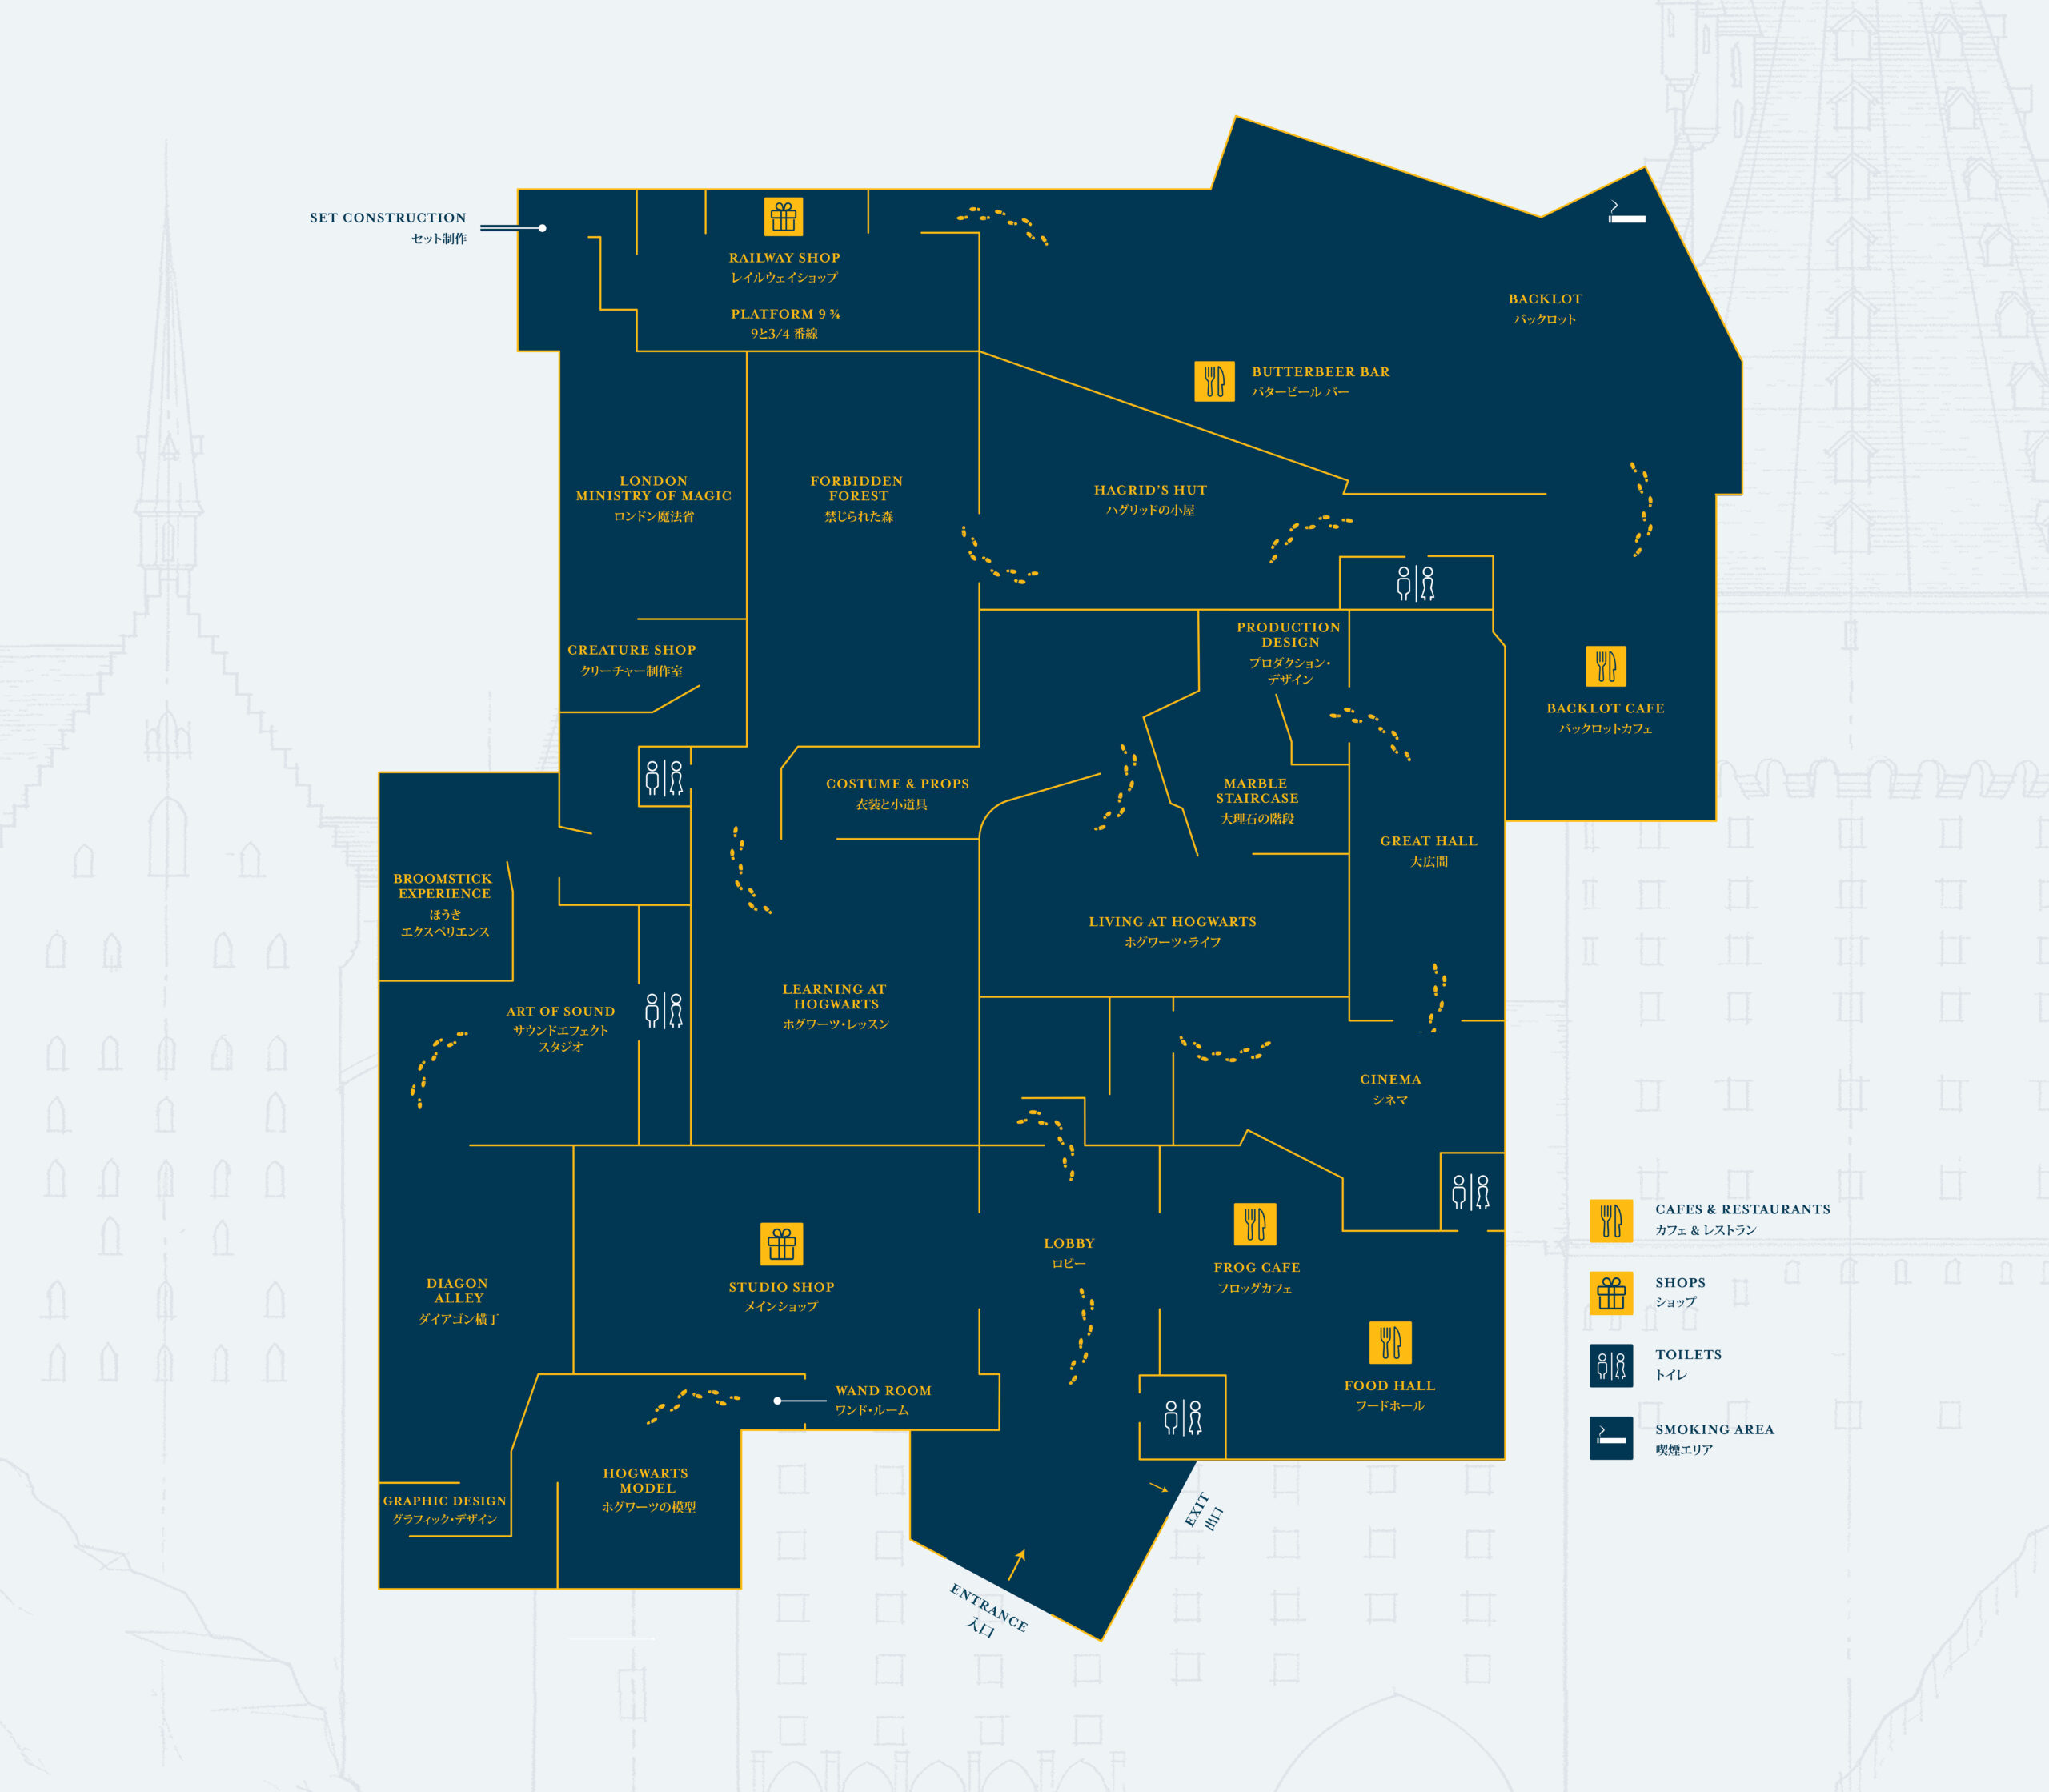 SET CONSTRUCTION
セット制作
RAILWAY SHOP
レイルウェイショップ
PLATFORM 9 ¾
9と3/4 番線
BACKLOT
バックロット
BUTTERBEER BAR
バタービール バー
LONDON
MINISTRY OF MAGIC
ロンドン魔法省
FORBIDDEN
FOREST
禁じられた森
HAGRID'S HUT
ハグリッドの小屋
CREATURE SHOP
クリーチャー制作室
PRODUCTION
DESIGN
プロダクション・
デザイン
BACKLOT CAFE
バックロットカフェ
COSTUME & PROPS
衣装と小道具
MARBLE
STAIRCASE
大理石の階段
GREAT HALL
大広間
BROOMSTICK
EXPERIENCE
ほうき
エクスペリエンス
LIVING AT HOGWARTS
ホグワーツ・ライフ
LEARNING AT
HOGWARTS
ホグワーツ・レッスン
ART OF SOUND
サウンドエフェクト
スタジオ
CINEMA
シネマ
CAFES & RESTAURANTS
カフェ & レストラン
SHOPS
ショップ
TOILETS
トイレ
SMOKING AREA
喫煙エリア
LOBBY
ロビー
FROG CAFE
フロッグカフェ
DIAGON
ALLEY
ダイアゴン横丁
STUDIO SHOP
メインショップ
FOOD HALL
フードホール
WAND ROOM
ワンド・ルーム
HOGWARTS
MODEL
ホグワーツの模型
GRAPHIC DESIGN
グラフィック・デザイン
EXIT
出口
ENTRANCE
入口